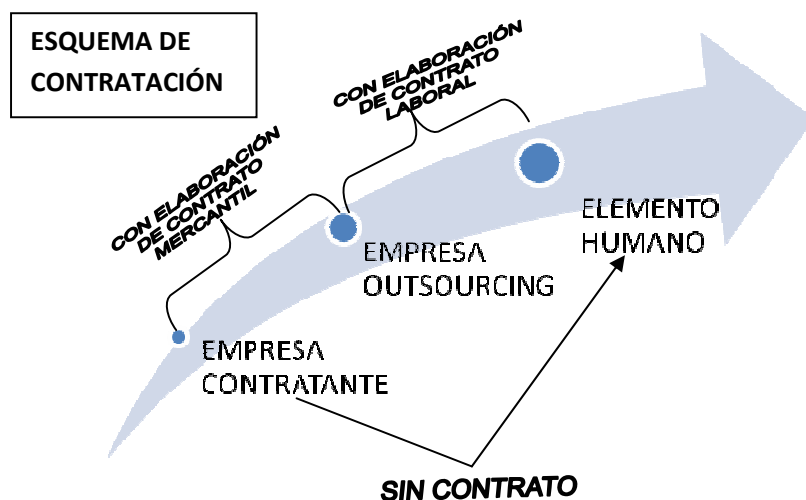 ESQUEMA DE
CONTRATACIÓN
CON ELABORACIÓN
DE CONTRATO
LABORAL
CON ELABORACIÓN
DE CONTRATO
MERCANTIL
ELEMENTO
HUMANO
EMPRESA
OUTSOURCING
EMPRESA
CONTRATANTE
SIN CONTRATO